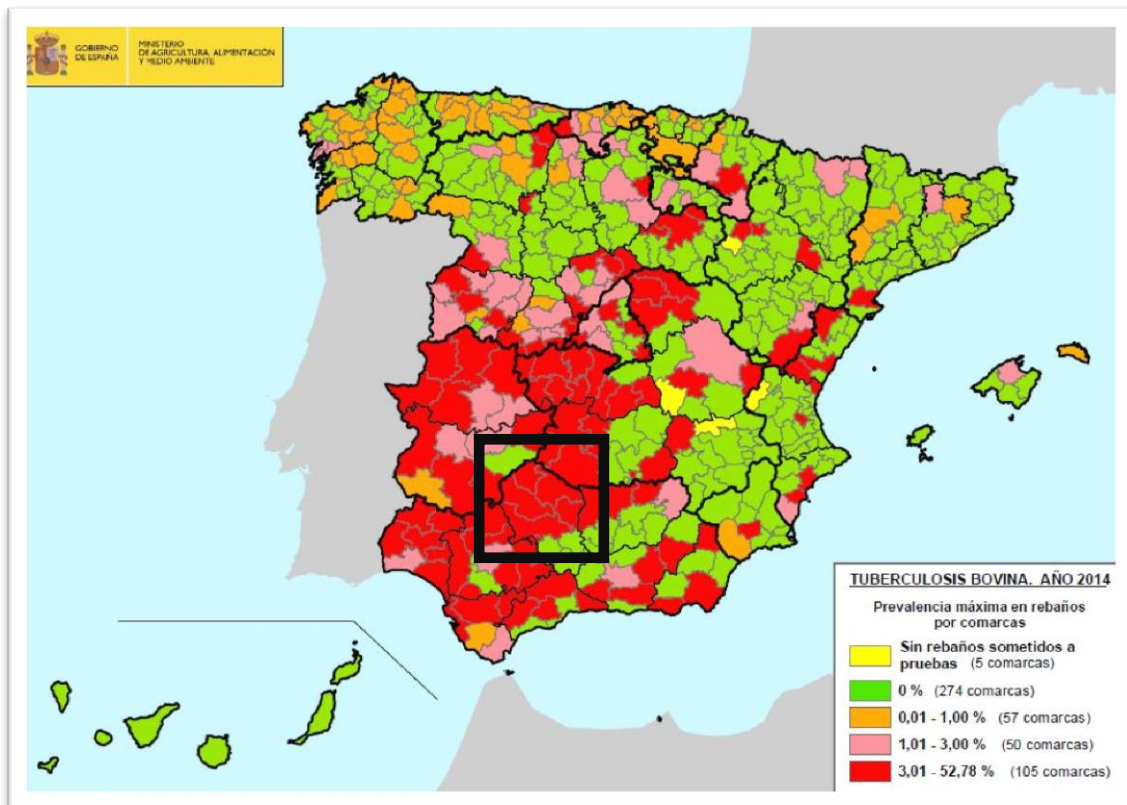 GOBIERNO
DE ESPAÑA
MINISTERIO
DE AGRICULTURA, ALIMENTACIÓN
Y MEDIO AMBIENTE
TUBERCULOSIS BOVINA. AÑO 2014
Prevalencia máxima en rebaños
por comarcas
Sin rebaños sometidos a
pruebas (5 comarcas)
0 % (274 comarcas)
0,01 - 1,00 % (57 comarcas)
1,01 - 3,00 % (50 comarcas)
3,01 - 52,78 % (105 comarcas)